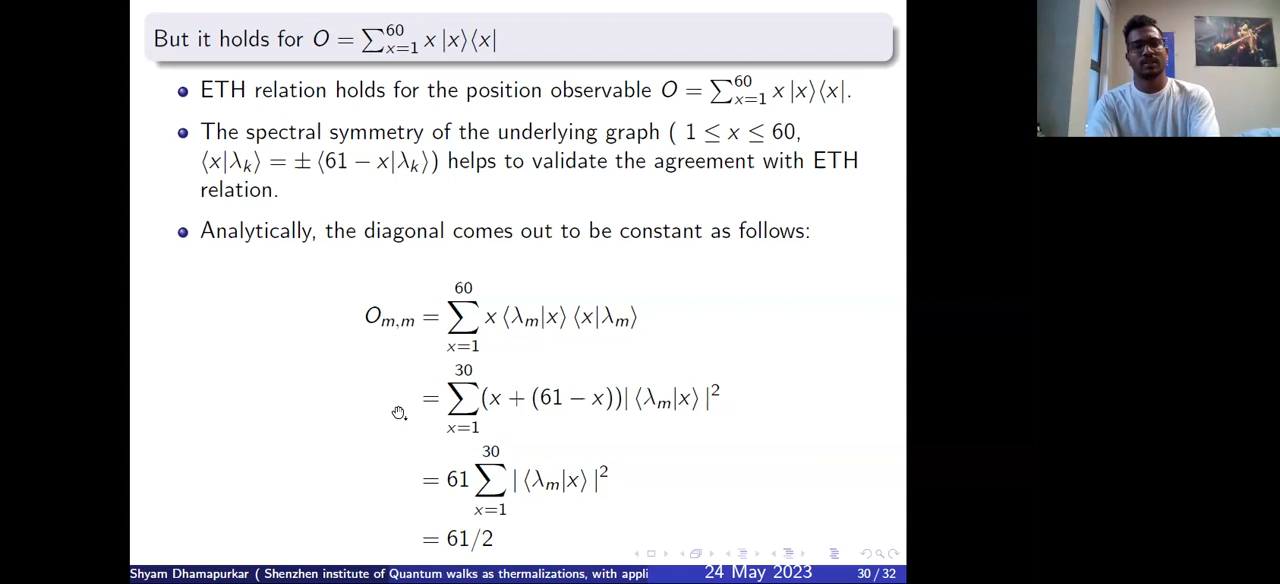 But it holds for O = ∑_{x=1}^{60} x |x⟩⟨x|
ETH relation holds for the position observable O = ∑_{x=1}^{60} x |x⟩⟨x|.
The spectral symmetry of the underlying graph ( 1 ≤ x ≤ 60,
⟨x|λ_k⟩ = ± ⟨61 − x|λ_k⟩) helps to validate the agreement with ETH
relation.
Analytically, the diagonal comes out to be constant as follows:
O_{m,m} = ∑_{x=1}^{60} x ⟨λ_m|x⟩ ⟨x|λ_m⟩
= ∑_{x=1}^{30} (x + (61 − x))| ⟨λ_m|x⟩ |^2
= 61 ∑_{x=1}^{30} | ⟨λ_m|x⟩ |^2
= 61/2
Shyam Dhamapurkar ( Shenzhen institute of Quantum walks as thermalizations, with appli 24 May 2023 30 / 32